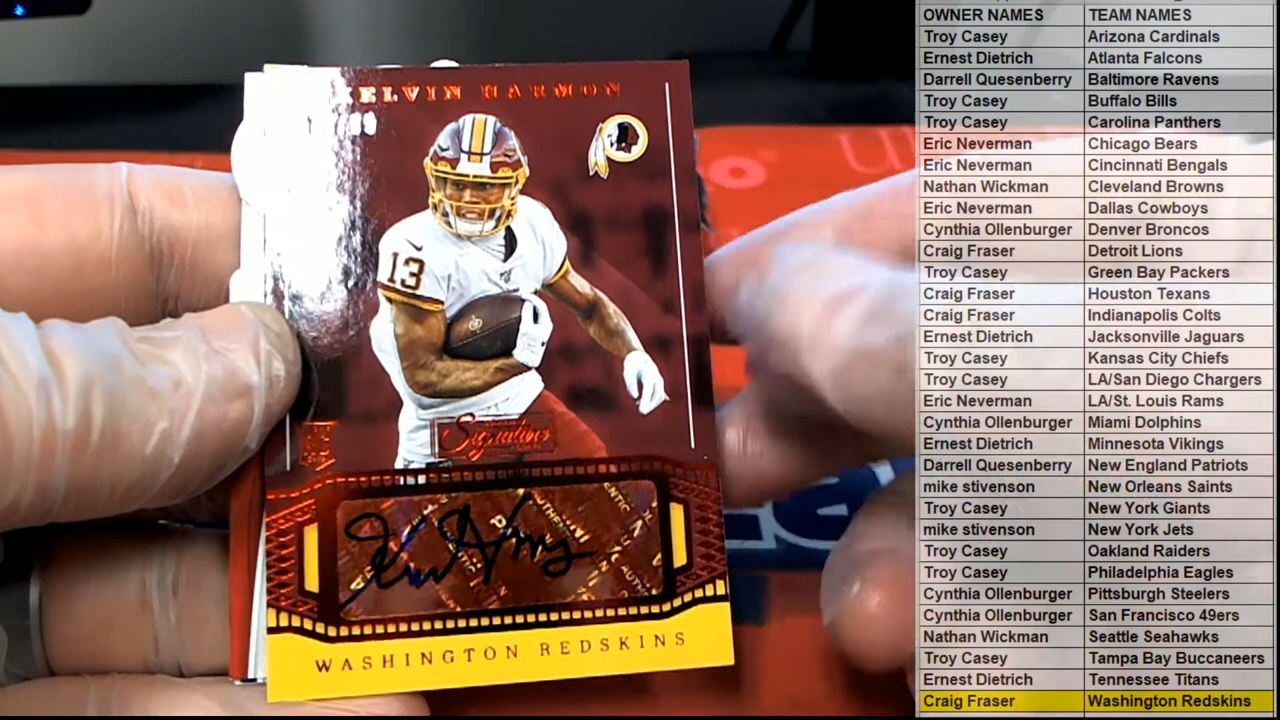 KELVIN HARMON
13
Signature
WASHINGTON REDSKINS
OWNER NAMES TEAM NAMES
Troy Casey Arizona Cardinals
Ernest Dietrich Atlanta Falcons
Darrell Quesenberry Baltimore Ravens
Troy Casey Buffalo Bills
Troy Casey Carolina Panthers
Eric Neverman Chicago Bears
Eric Neverman Cincinnati Bengals
Nathan Wickman Cleveland Browns
Eric Neverman Dallas Cowboys
Cynthia Ollenburger Denver Broncos
Craig Fraser Detroit Lions
Troy Casey Green Bay Packers
Craig Fraser Houston Texans
Craig Fraser Indianapolis Colts
Ernest Dietrich Jacksonville Jaguars
Troy Casey Kansas City Chiefs
Troy Casey LA/San Diego Chargers
Eric Neverman LA/St. Louis Rams
Cynthia Ollenburger Miami Dolphins
Ernest Dietrich Minnesota Vikings
Darrell Quesenberry New England Patriots
mike stivenson New Orleans Saints
Troy Casey New York Giants
mike stivenson New York Jets
Troy Casey Oakland Raiders
Troy Casey Philadelphia Eagles
Cynthia Ollenburger Pittsburgh Steelers
Cynthia Ollenburger San Francisco 49ers
Nathan Wickman Seattle Seahawks
Troy Casey Tampa Bay Buccaneers
Ernest Dietrich Tennessee Titans
Craig Fraser Washington Redskins